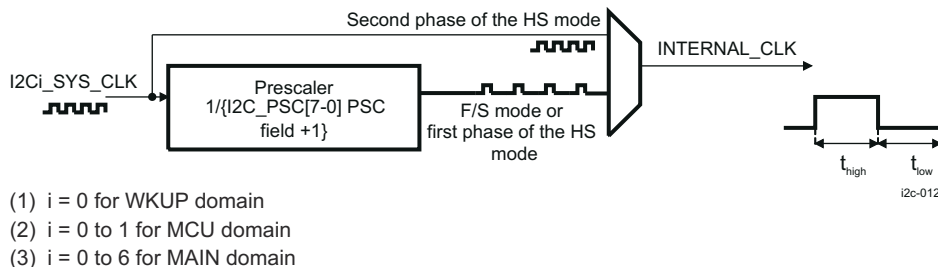 Second phase of the HS mode
INTERNAL_CLK
I2Ci_SYS_CLK
Prescaler
1/{I2C_PSC[7-0] PSC
field +1}
F/S mode or
first phase of the HS
mode
thigh
tlow
i2c-012
(1) i = 0 for WKUP domain
(2) i = 0 to 1 for MCU domain
(3) i = 0 to 6 for MAIN domain